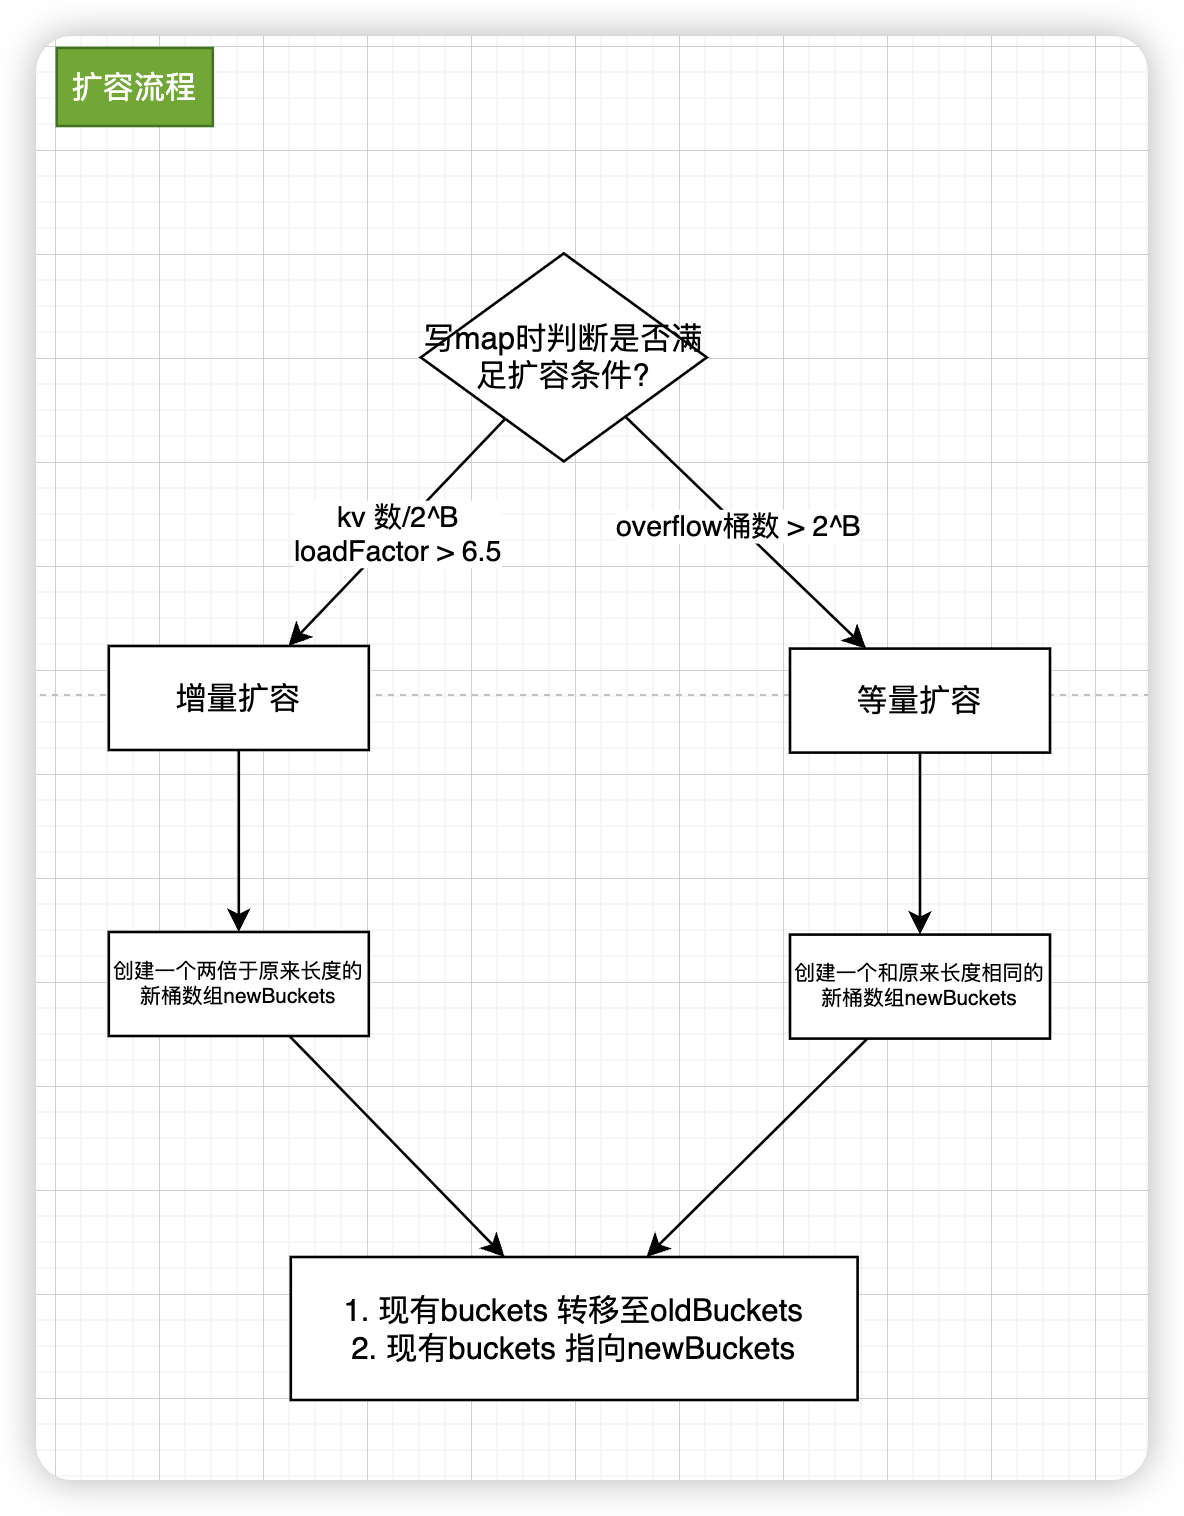 扩容流程
写map时判断是否满
足扩容条件?
kv 数/2^B
loadFactor > 6.5
overflow桶数 > 2^B
增量扩容
等量扩容
创建一个两倍于原来长度的
新桶数组newBuckets
创建一个和原来长度相同的
新桶数组newBuckets
1. 现有buckets 转移至oldBuckets
2. 现有buckets 指向newBuckets